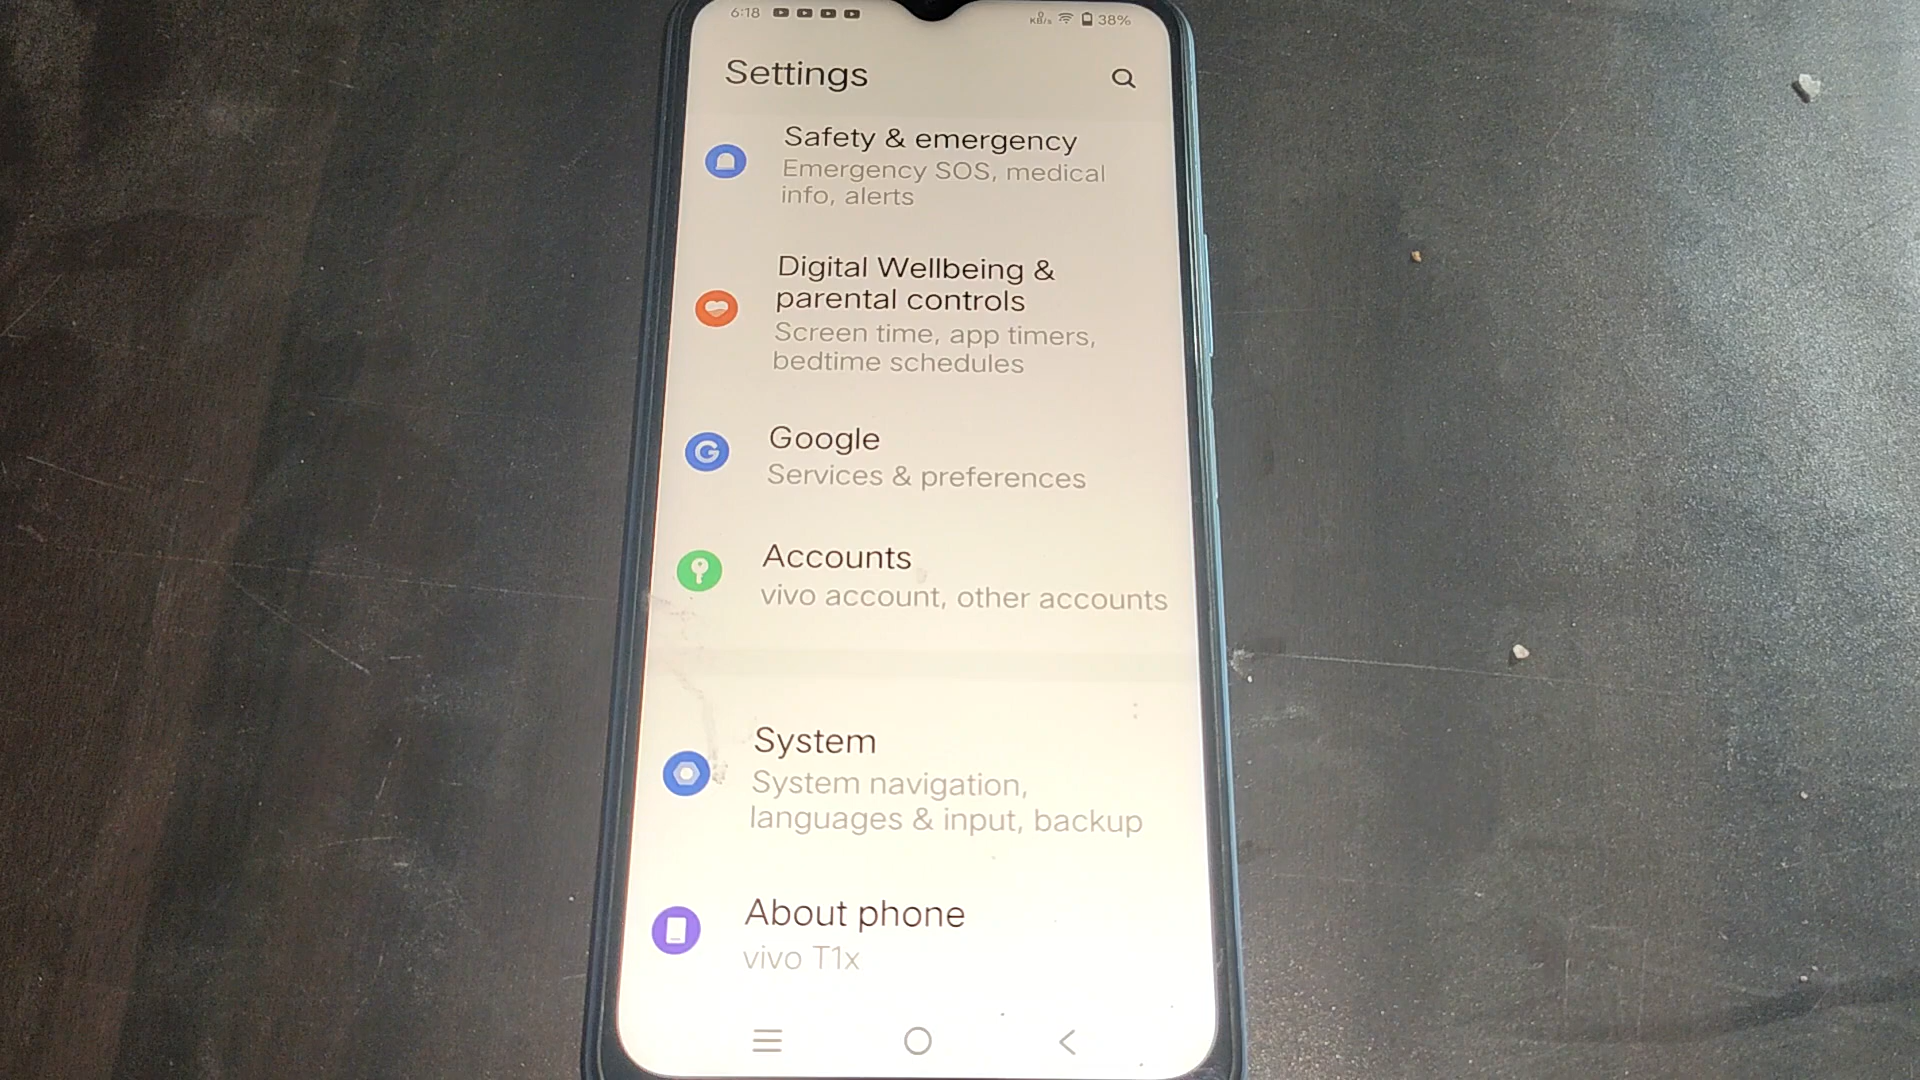 6:18
0 KB/s 38%
Settings
Safety & emergency
Emergency SOS, medical
info, alerts
Digital Wellbeing &
parental controls
Screen time, app timers,
bedtime schedules
G
Google
Services & preferences
Accounts
vivo account, other accounts
System
System navigation,
languages & input, backup
About phone
vivo T1x